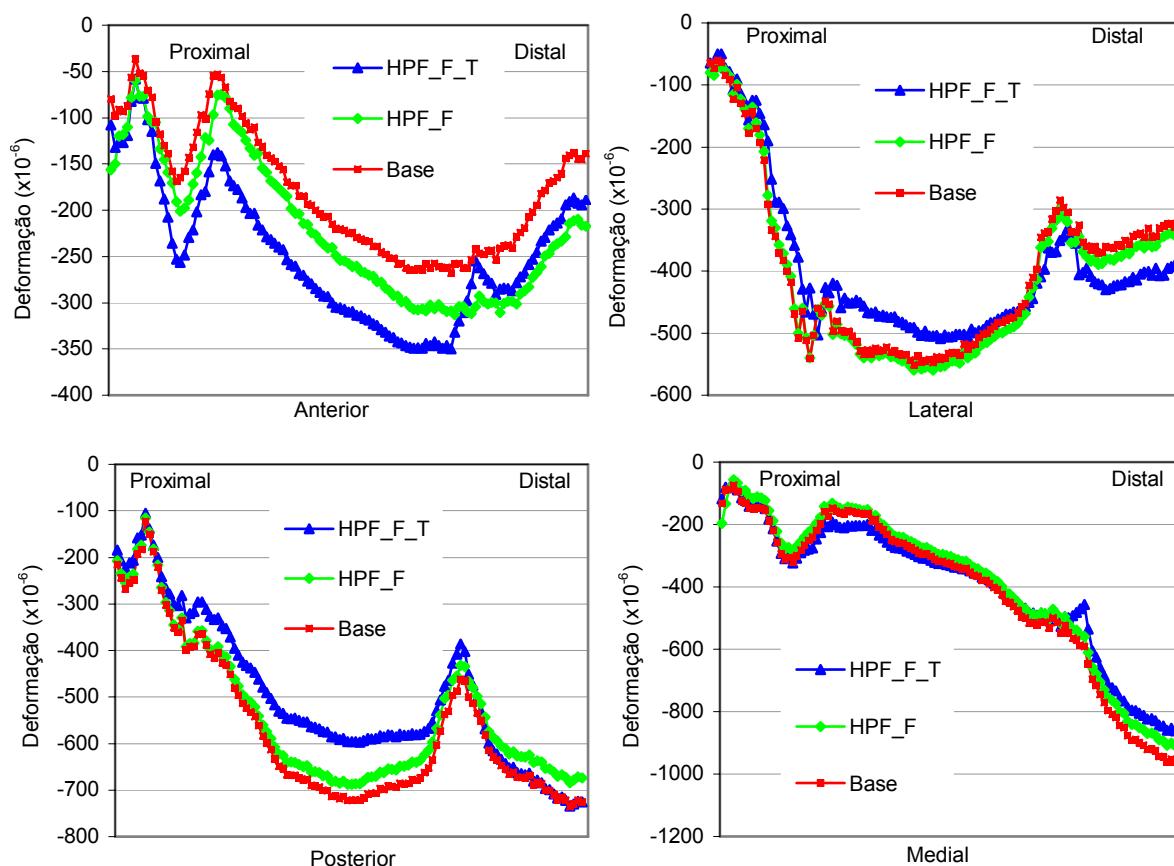 0
-50
-100
-150
-200
-250
-300
-350
-400
Deformação (x10⁻⁶)
Proximal
Distal
HPF_F_T
HPF_F
Base
Anterior
0
-100
-200
-300
-400
-500
-600
Deformação (x10⁻⁶)
Proximal
Distal
HPF_F_T
HPF_F
Base
Lateral
0
-100
-200
-300
-400
-500
-600
-700
-800
Deformação (x10⁻⁶)
Proximal
Distal
HPF_F_T
HPF_F
Base
Posterior
0
-200
-400
-600
-800
-1000
-1200
Deformação (x10⁻⁶)
Proximal
Distal
HPF_F_T
HPF_F
Base
Medial